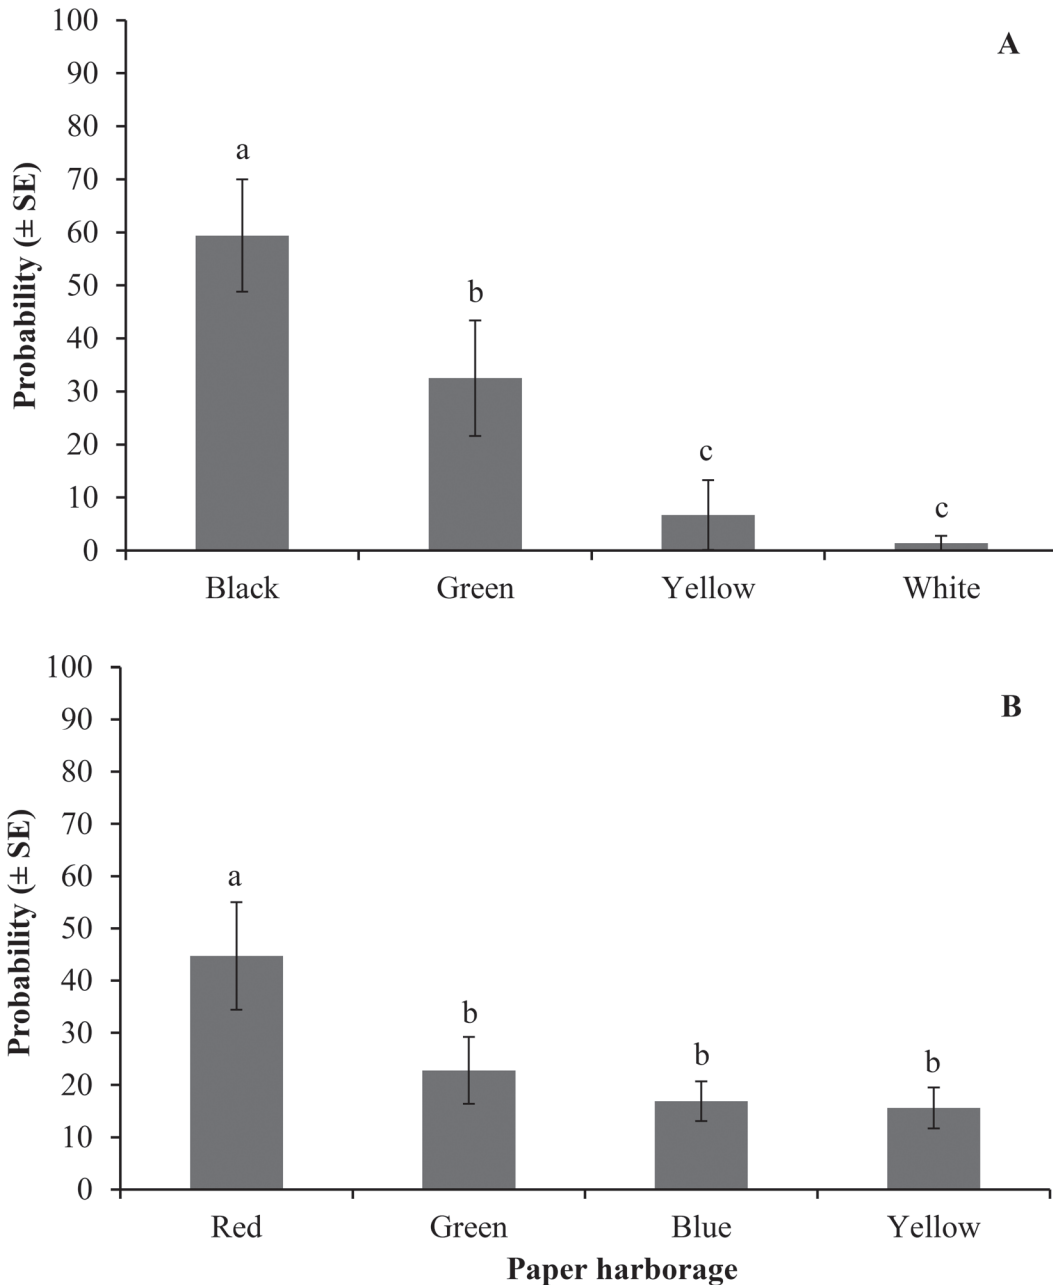 100
A
90
80
a
70
60
b
50
40
30
c
20
c
10
0
Probability (± SE)
Black Green Yellow White
100
B
90
80
70
a
60
50
40
b
30
b
b
20
10
0
Probability (± SE)
Red Green Blue Yellow
Paper harborage